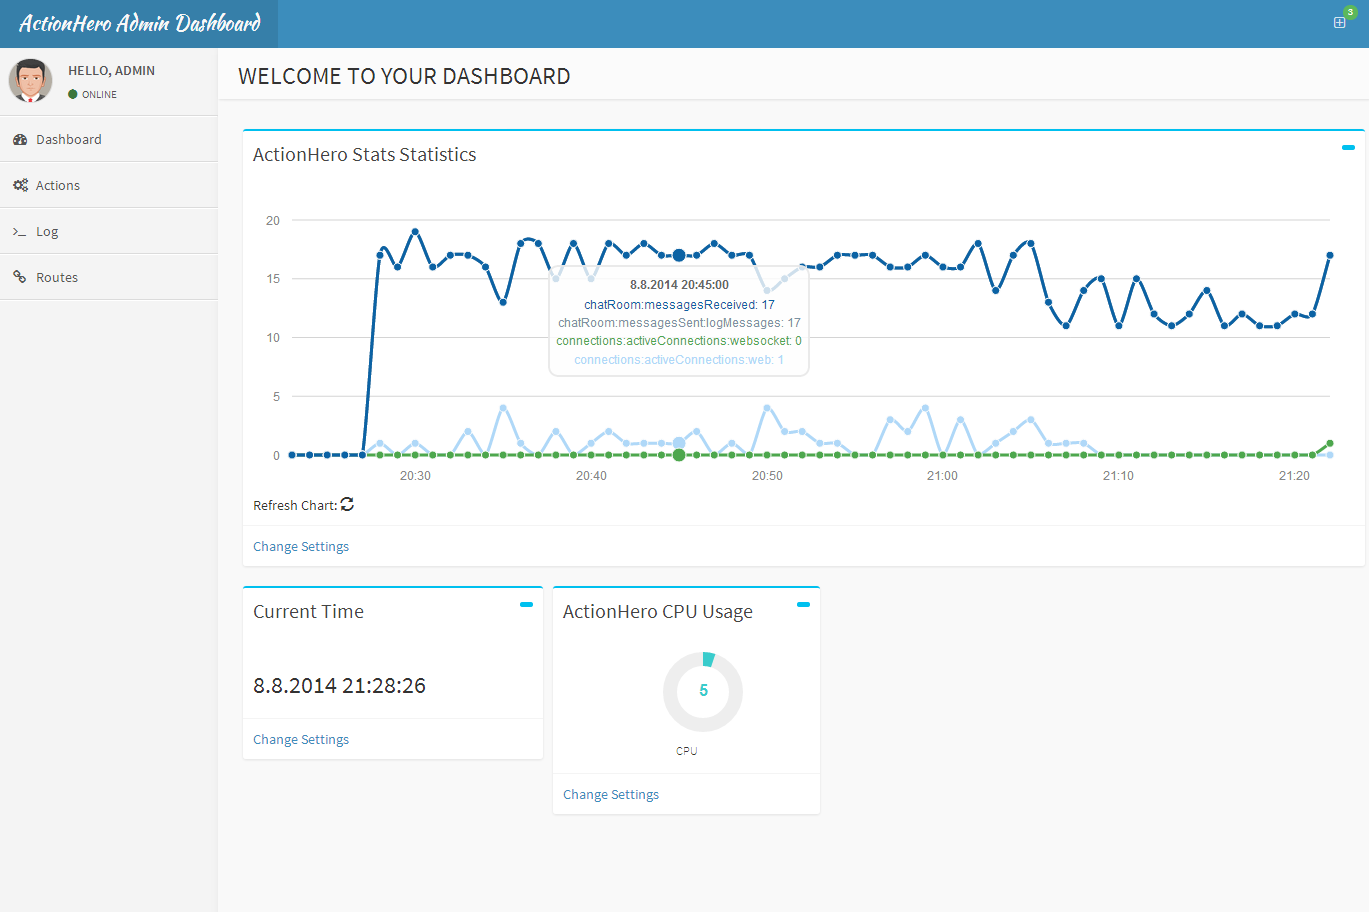 ActionHero Admin Dashboard
3
HELLO, ADMIN
ONLINE
Dashboard
Actions
Log
Routes
WELCOME TO YOUR DASHBOARD
ActionHero Stats Statistics
20
15
10
5
0
8.8.2014 20:45:00
chatRoom:messagesReceived: 17
chatRoom:messagesSent:logMessages: 17
connections:activeConnections:websocket: 0
connections:activeConnections:web: 1
20:30 20:40 20:50 21:00 21:10 21:20
Refresh Chart:
Change Settings
Current Time
8.8.2014 21:28:26
Change Settings
ActionHero CPU Usage
5
CPU
Change Settings